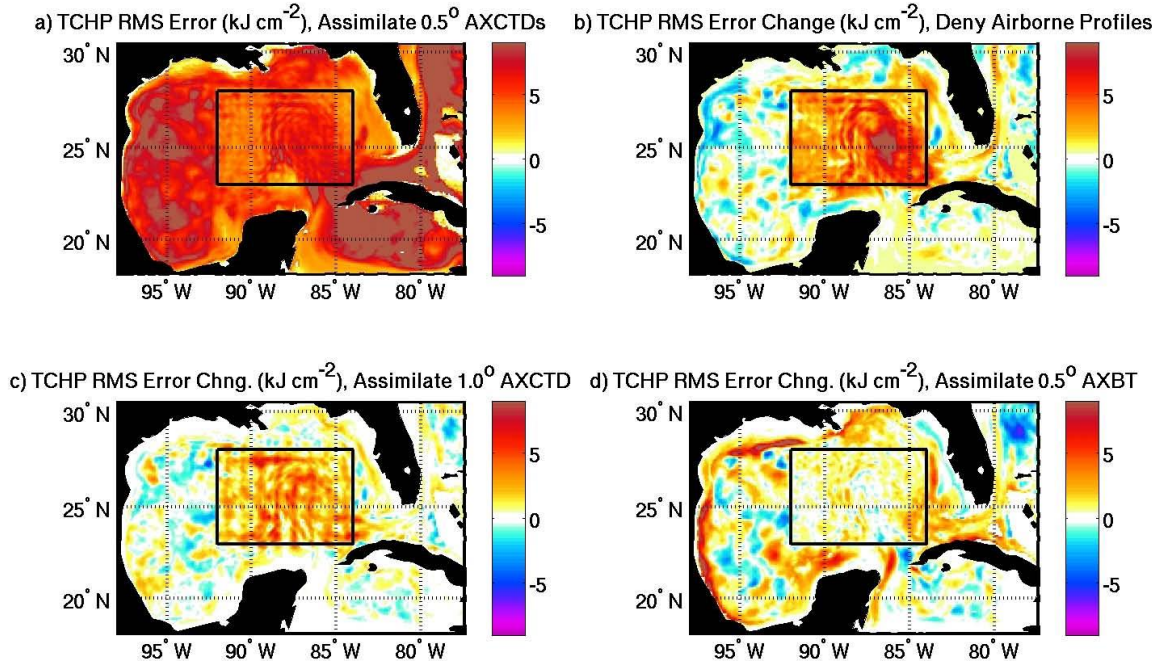 a) TCHP RMS Error (kJ cm⁻²), Assimilate 0.5° AXCTDs
30° N
25° N
20° N
95° W 90° W 85° W 80° W
5
0
-5
b) TCHP RMS Error Change (kJ cm⁻²), Deny Airborne Profiles
30° N
25° N
20° N
95° W 90° W 85° W 80° W
5
0
-5
c) TCHP RMS Error Chng. (kJ cm⁻²), Assimilate 1.0° AXCTD
30° N
25° N
20° N
95° W 90° W 85° W 80° W
5
0
-5
d) TCHP RMS Error Chng. (kJ cm⁻²), Assimilate 0.5° AXBT
30° N
25° N
20° N
95° W 90° W 85° W 80° W
5
0
-5